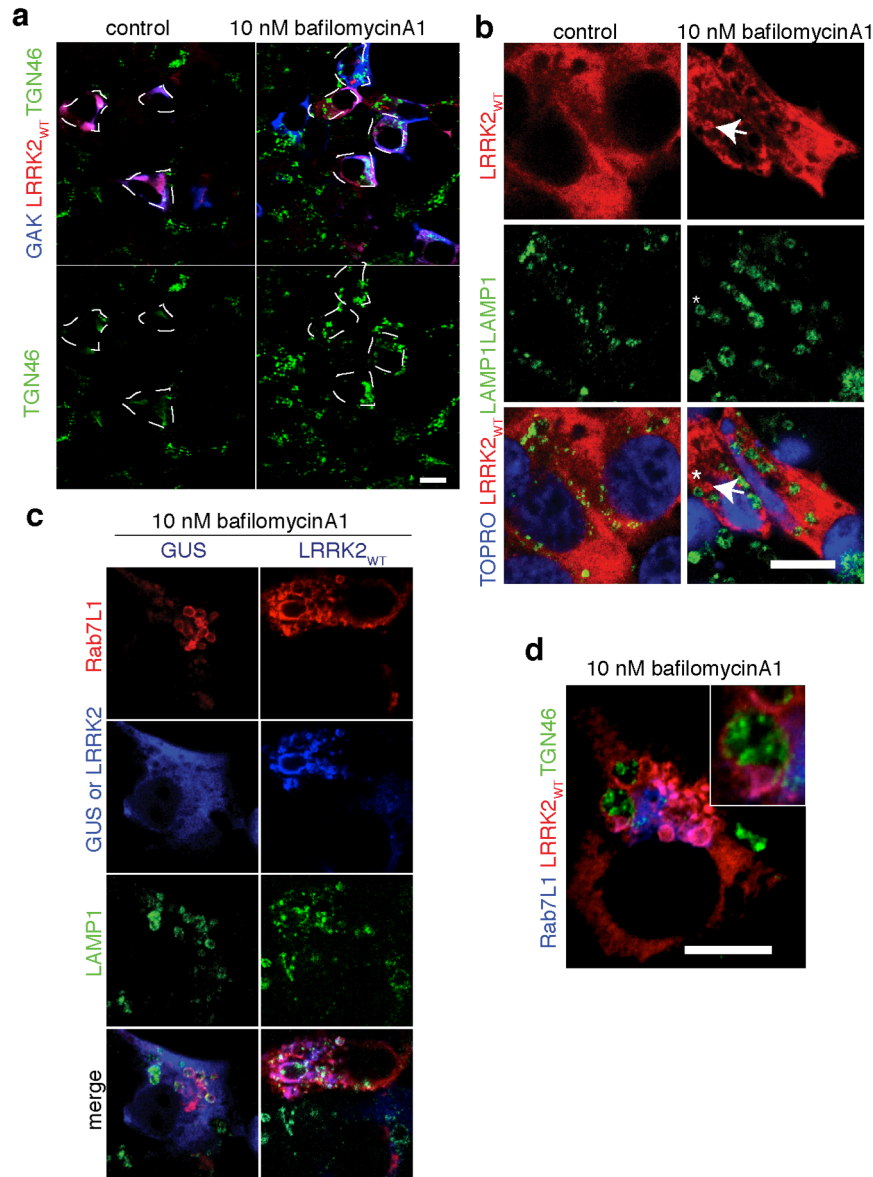 a
control 10 nM bafilomycinA1
GAK LRRK2WT TGN46
TGN46
b
control 10 nM bafilomycinA1
LRRK2WT
LAMP1
TOPRO LRRK2WT LAMP1
*
*
c
10 nM bafilomycinA1
GUS LRRK2WT
Rab7L1
GUS or LRRK2
LAMP1
merge
d
10 nM bafilomycinA1
Rab7L1 LRRK2WT TGN46